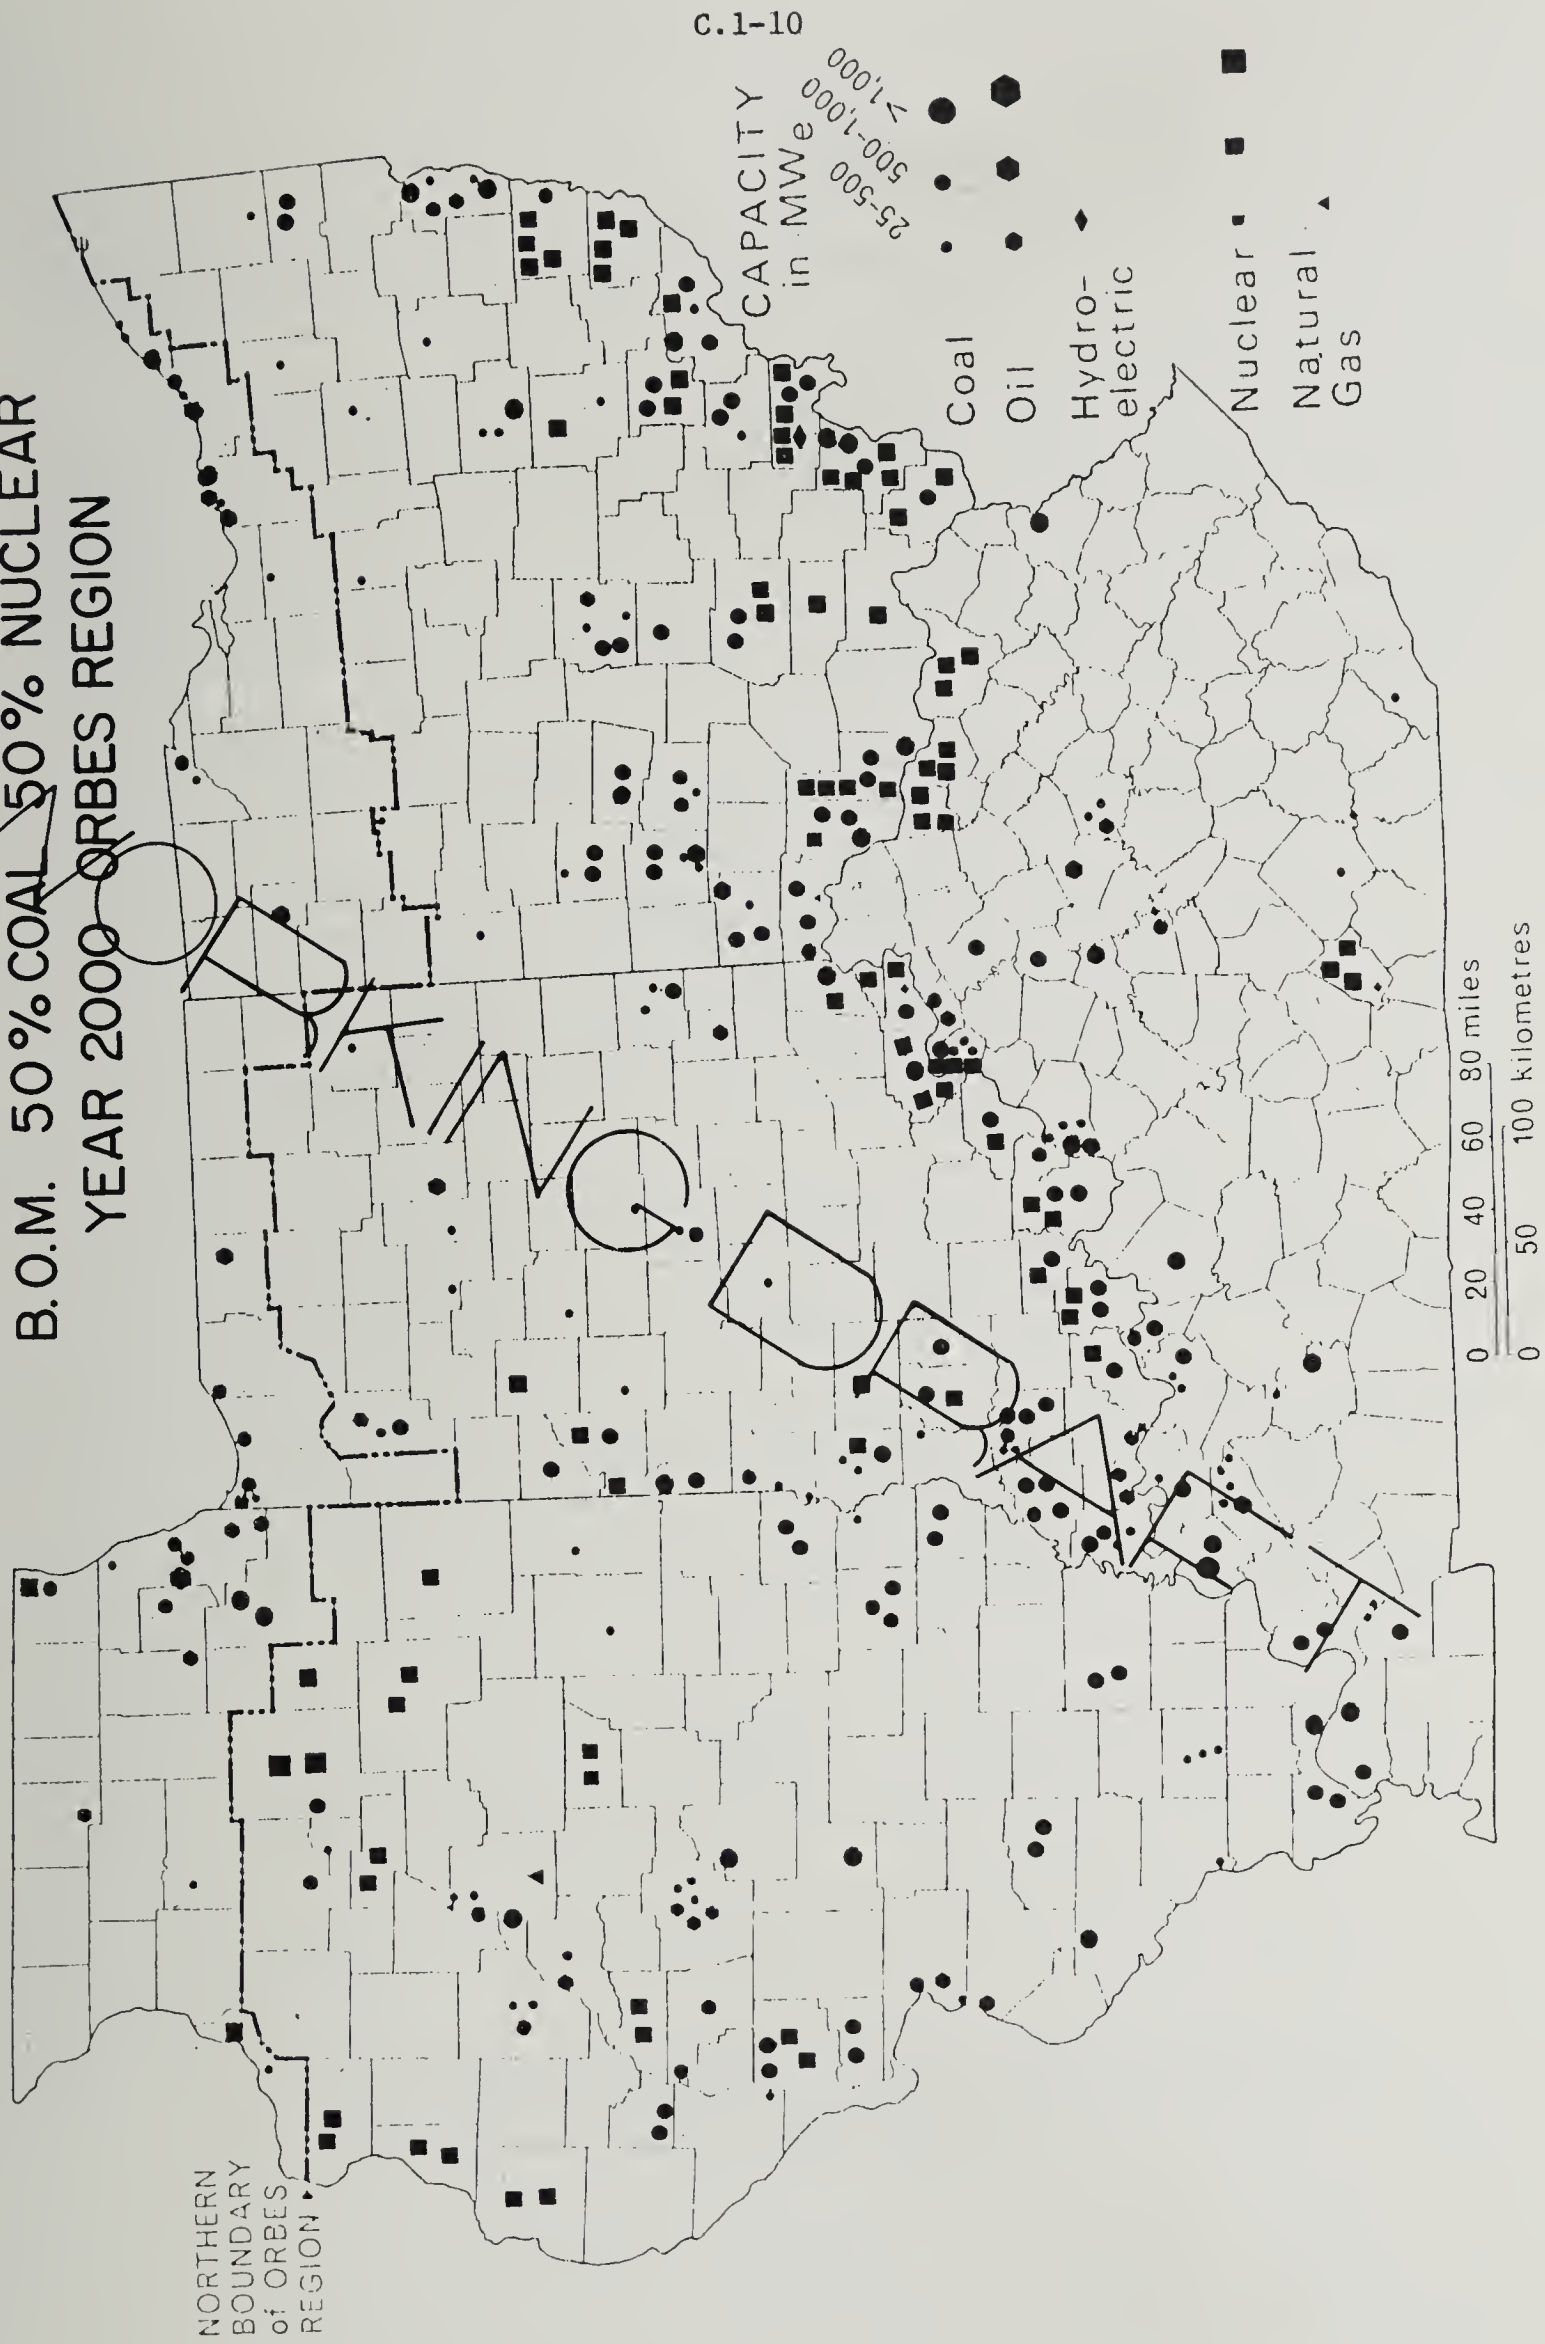 C.1-10
B.O.M. 50% COAL 50% NUCLEAR
YEAR 2000 ORBES REGION
WORKING DRAFT
NORTHERN
BOUNDARY
of ORBES
REGION
CAPACITY
in MWe
25-500
500-1,000
>1,000
Coal
Oil
Hydro-
electric
Nuclear
Natural
Gas
0 20 40 60 80 miles
0 50 100 kilometres